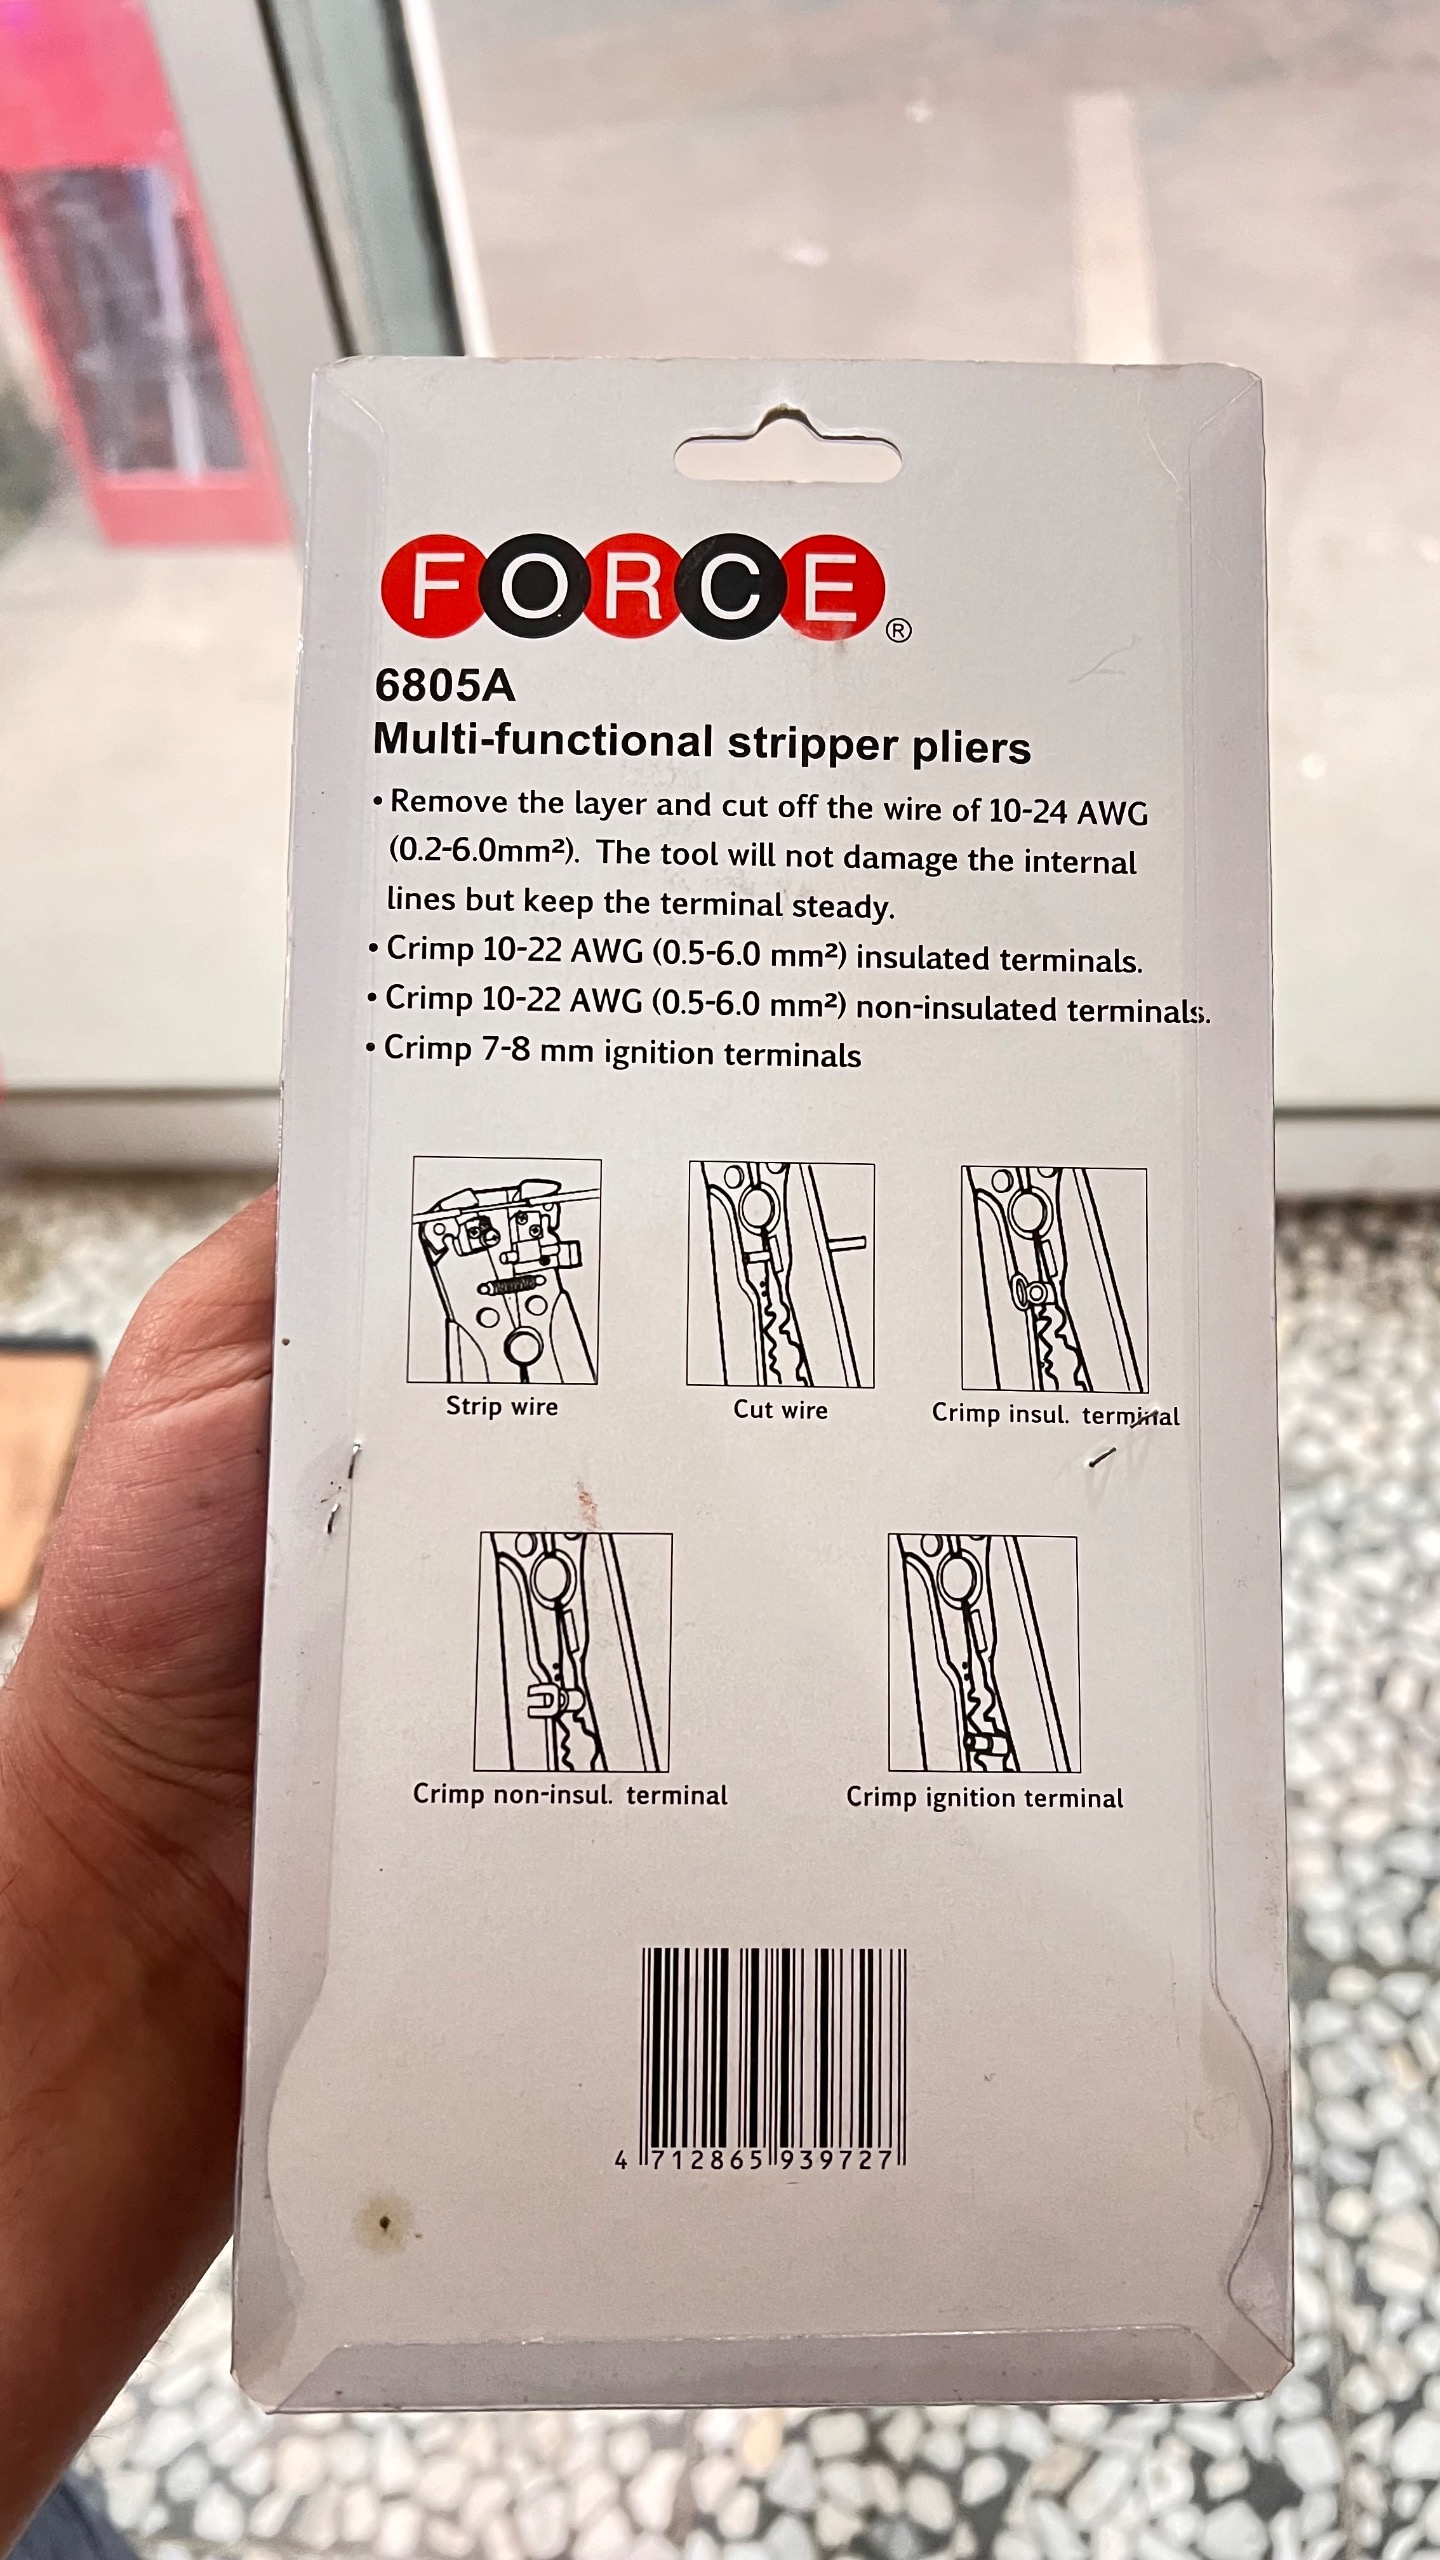 FORCE®
6805A
Multi-functional stripper pliers
• Remove the layer and cut off the wire of 10-24 AWG
(0.2-6.0mm²). The tool will not damage the internal
lines but keep the terminal steady.
• Crimp 10-22 AWG (0.5-6.0 mm²) insulated terminals.
• Crimp 10-22 AWG (0.5-6.0 mm²) non-insulated terminals.
• Crimp 7-8 mm ignition terminals
Strip wire
Cut wire
Crimp insul. terminal
Crimp non-insul. terminal
Crimp ignition terminal
4 712865 939727